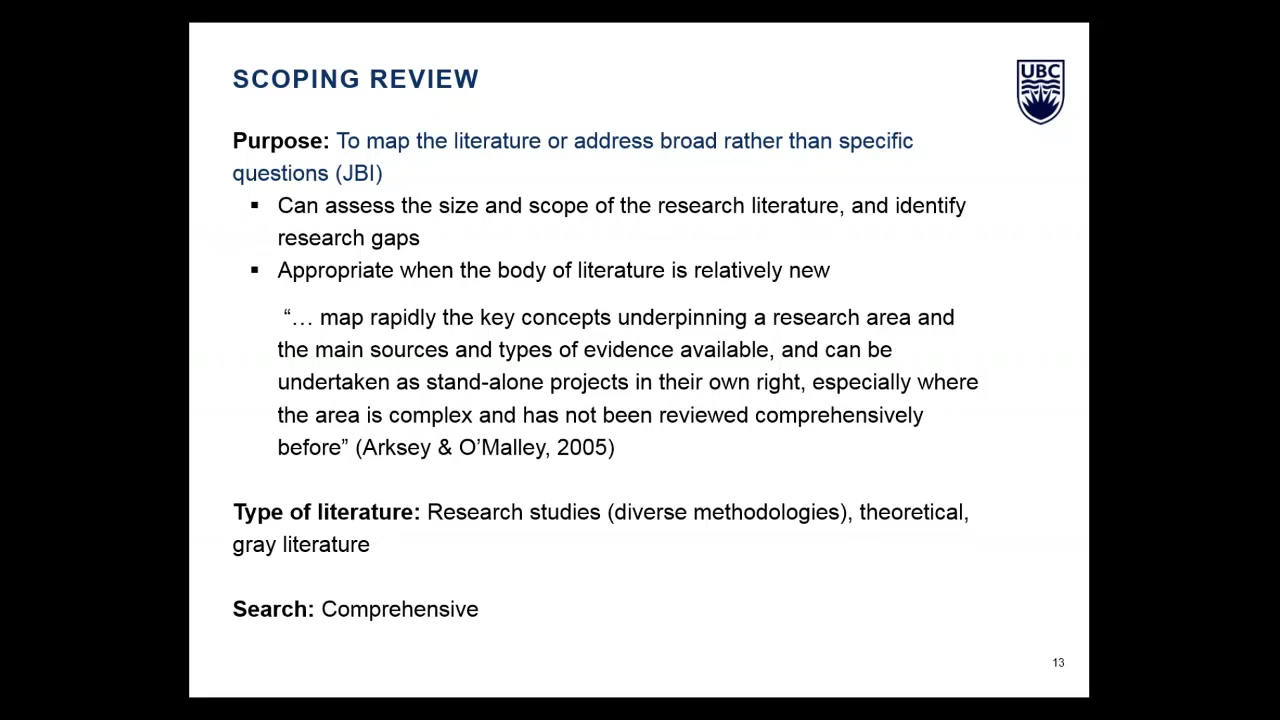 SCOPING REVIEW
UBC
Purpose: To map the literature or address broad rather than specific
questions (JBI)
▪ Can assess the size and scope of the research literature, and identify
research gaps
▪ Appropriate when the body of literature is relatively new
“… map rapidly the key concepts underpinning a research area and
the main sources and types of evidence available, and can be
undertaken as stand-alone projects in their own right, especially where
the area is complex and has not been reviewed comprehensively
before” (Arksey & O’Malley, 2005)
Type of literature: Research studies (diverse methodologies), theoretical,
gray literature
Search: Comprehensive
13